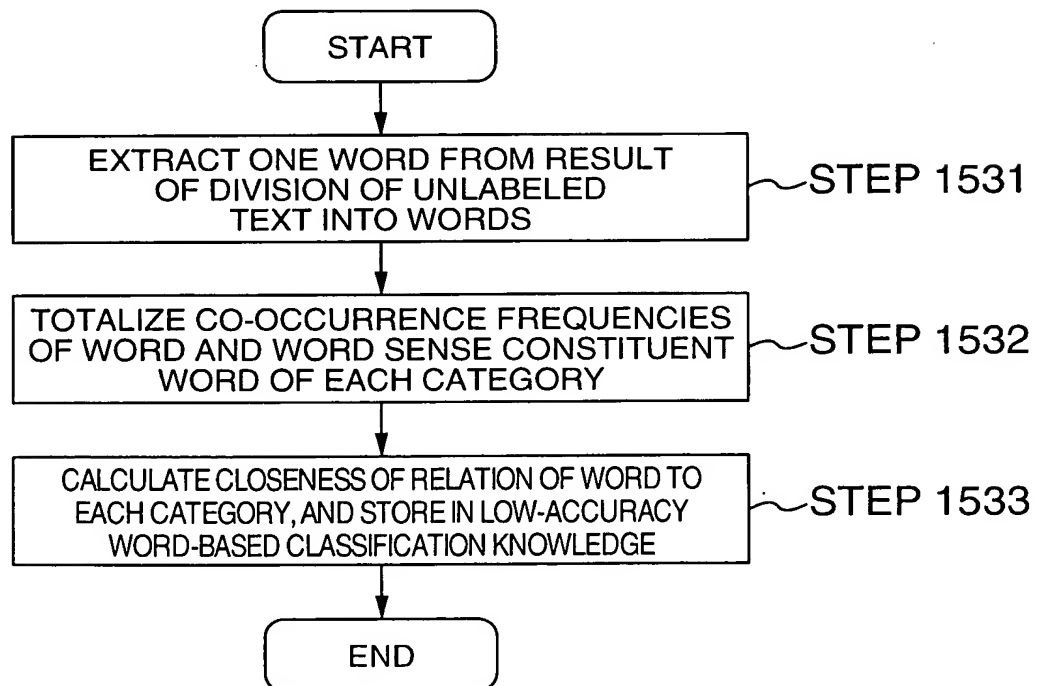 START
EXTRACT ONE WORD FROM RESULT
OF DIVISION OF UNLABELED
TEXT INTO WORDS
STEP 1531
TOTALIZE CO-OCCURRENCE FREQUENCIES
OF WORD AND WORD SENSE CONSTITUENT
WORD OF EACH CATEGORY
STEP 1532
CALCULATE CLOSENESS OF RELATION OF WORD TO
EACH CATEGORY, AND STORE IN LOW-ACCURACY
WORD-BASED CLASSIFICATION KNOWLEDGE
STEP 1533
END